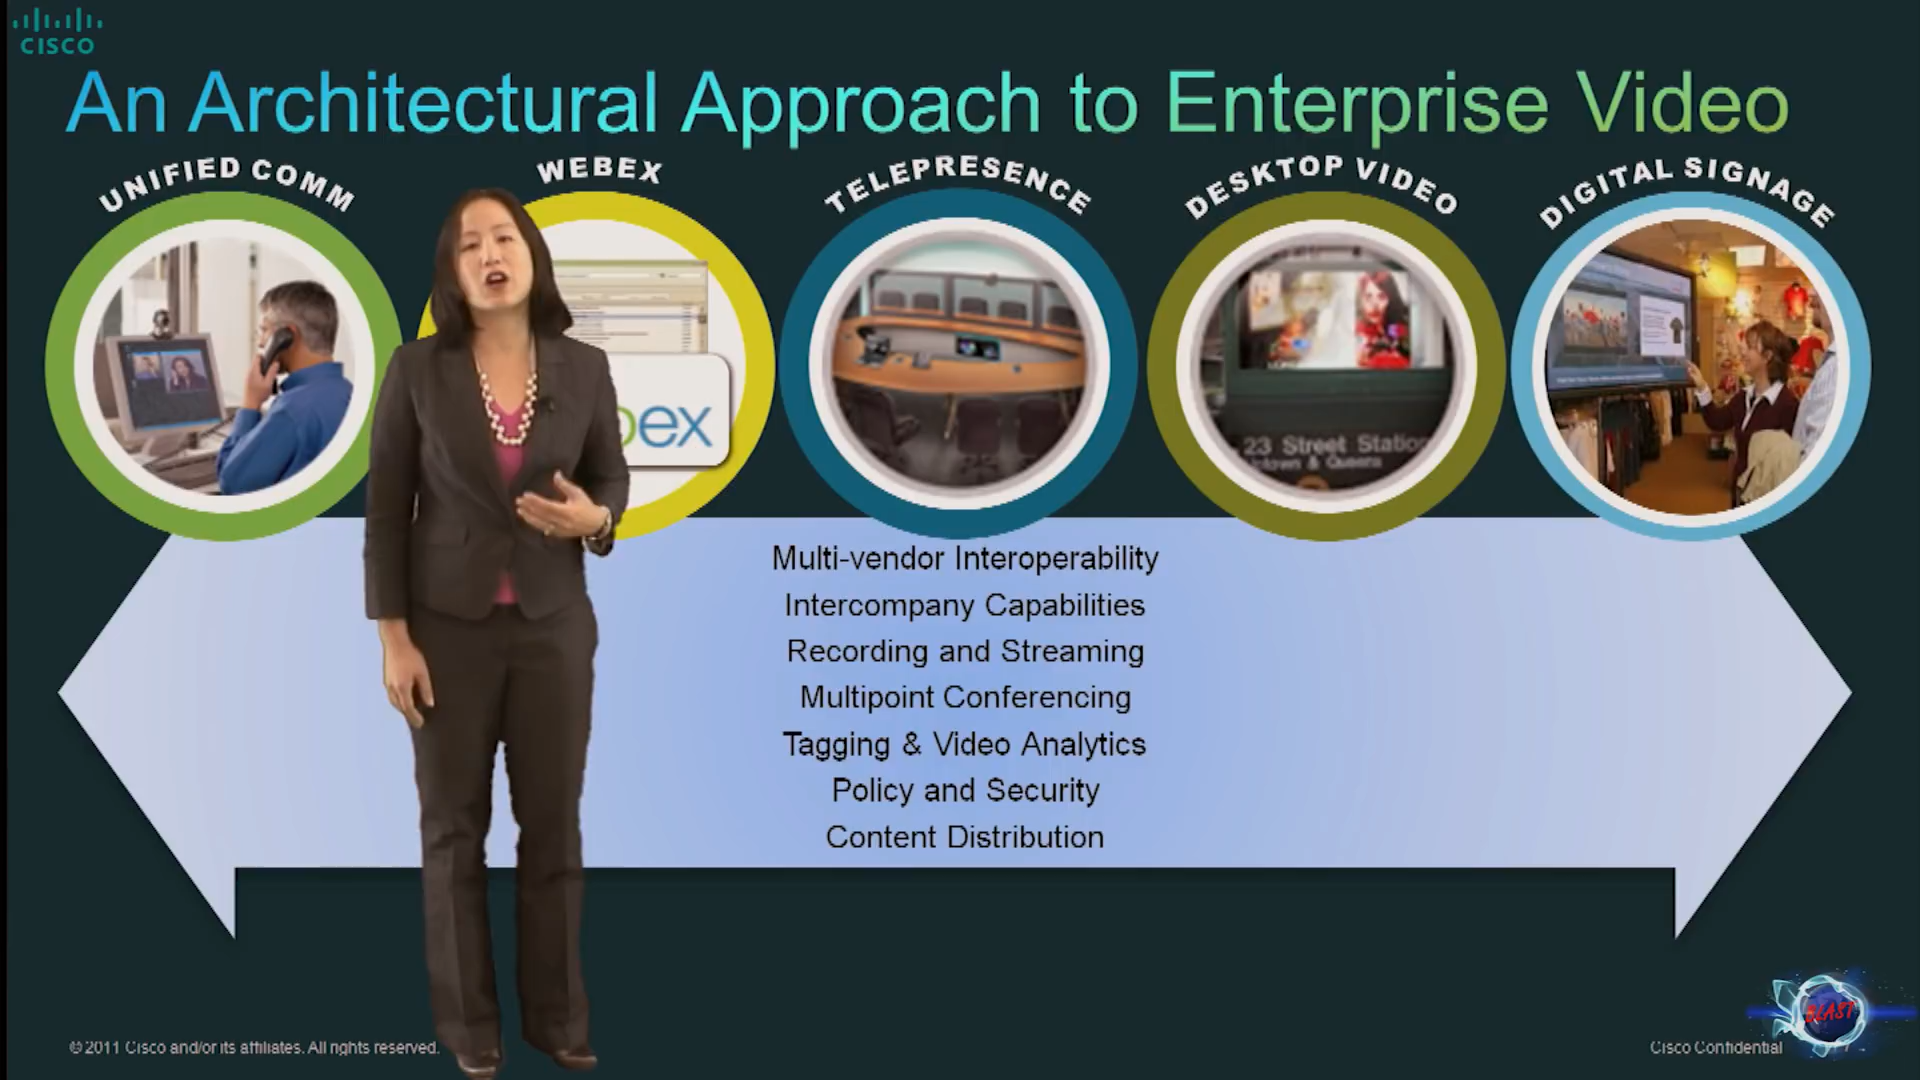 CISCO
An Architectural Approach to Enterprise Video
UNIFIED COMM
WEBEX
TELEPRESENCE
DESKTOP VIDEO
DIGITAL SIGNAGE
ex
23 Street Station
& Queens
Multi-vendor Interoperability
Intercompany Capabilities
Recording and Streaming
Multipoint Conferencing
Tagging & Video Analytics
Policy and Security
Content Distribution
© 2011 Cisco and/or its affiliates. All rights reserved.
Cisco Confidential
BLAST